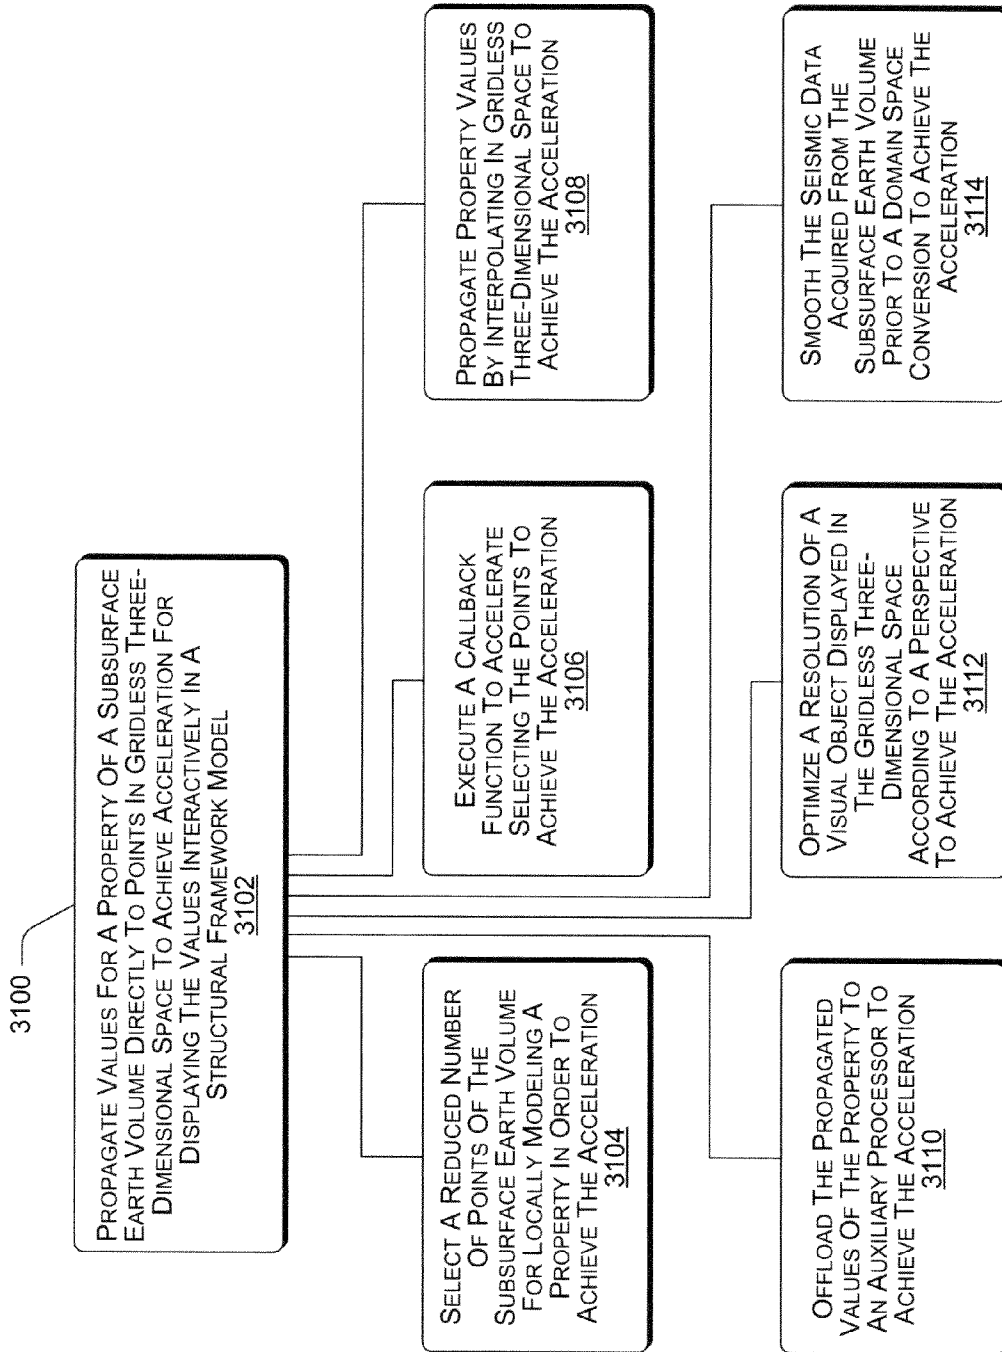 3100
PROPAGATE VALUES FOR A PROPERTY OF A SUBSURFACE
EARTH VOLUME DIRECTLY TO POINTS IN GRIDLESS THREE-
DIMENSIONAL SPACE TO ACHIEVE ACCELERATION FOR
DISPLAYING THE VALUES INTERACTIVELY IN A
STRUCTURAL FRAMEWORK MODEL
3102
SELECT A REDUCED NUMBER
OF POINTS OF THE
SUBSURFACE EARTH VOLUME
FOR LOCALLY MODELING A
PROPERTY IN ORDER TO
ACHIEVE THE ACCELERATION
3104
EXECUTE A CALLBACK
FUNCTION TO ACCELERATE
SELECTING THE POINTS TO
ACHIEVE THE ACCELERATION
3106
PROPAGATE PROPERTY VALUES
BY INTERPOLATING IN GRIDLESS
THREE-DIMENSIONAL SPACE TO
ACHIEVE THE ACCELERATION
3108
OFFLOAD THE PROPAGATED
VALUES OF THE PROPERTY TO
AN AUXILIARY PROCESSOR TO
ACHIEVE THE ACCELERATION
3110
OPTIMIZE A RESOLUTION OF A
VISUAL OBJECT DISPLAYED IN
THE GRIDLESS THREE-
DIMENSIONAL SPACE
ACCORDING TO A PERSPECTIVE
TO ACHIEVE THE ACCELERATION
3112
SMOOTH THE SEISMIC DATA
ACQUIRED FROM THE
SUBSURFACE EARTH VOLUME
PRIOR TO A DOMAIN SPACE
CONVERSION TO ACHIEVE THE
ACCELERATION
3114